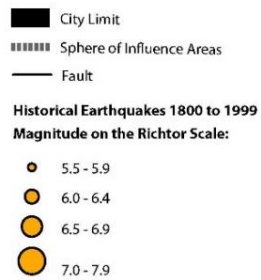 City Limit
Sphere of Influence Areas
Fault
Historical Earthquakes 1800 to 1999
Magnitude on the Richtor Scale:
5.5 - 5.9
6.0 - 6.4
6.5 - 6.9
7.0 - 7.9